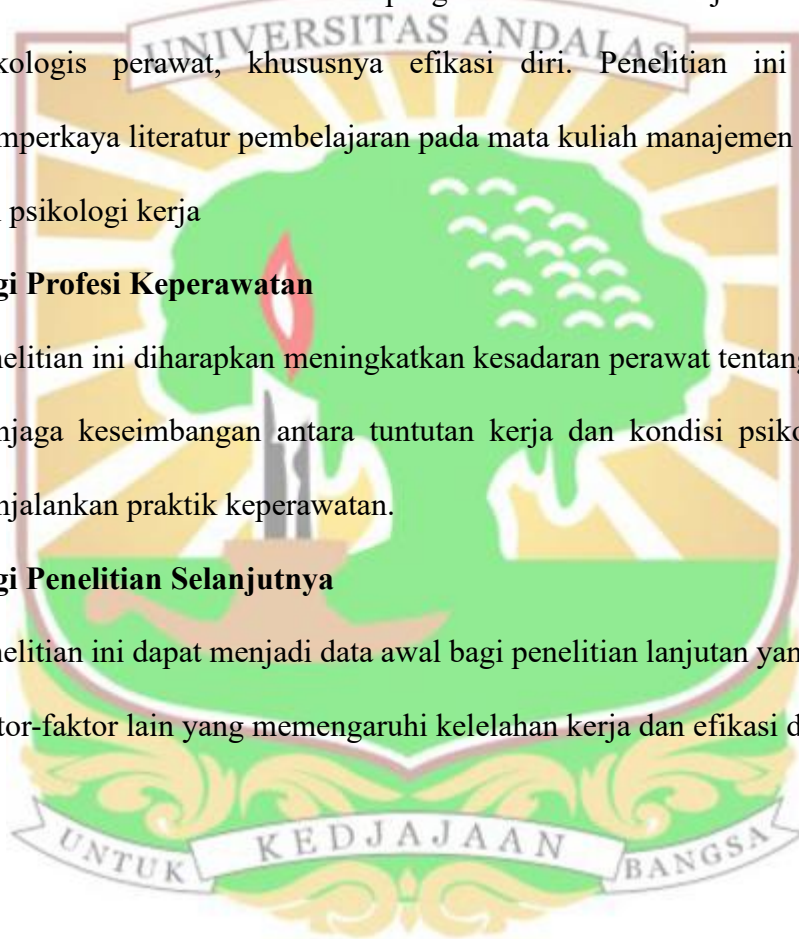 UNIVERSITAS ANDALAS
kologis perawat, khususnya efikasi diri. Penelitian ini
mperkaya literatur pembelajaran pada mata kuliah manajemen
psikologi kerja
gi Profesi Keperawatan
nelitian ini diharapkan meningkatkan kesadaran perawat tentang
njaga keseimbangan antara tuntutan kerja dan kondisi psiko
njalankan praktik keperawatan.
gi Penelitian Selanjutnya
nelitian ini dapat menjadi data awal bagi penelitian lanjutan yan
tor-faktor lain yang memengaruhi kelelahan kerja dan efikasi d
UNTUK KEDJAJAAN BANGSA